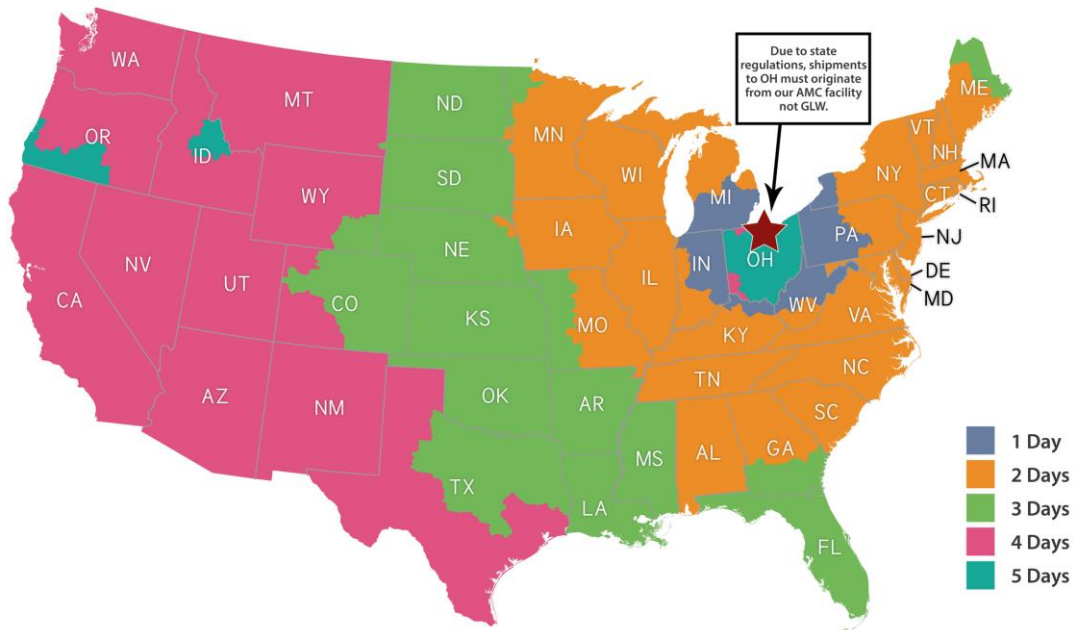 Due to state
regulations, shipments
to OH must originate
from our AMC facility
not GLW.
WA
MT
ND
MN
ME
OR
ID
VT
NH
MA
WI
NY
SD
WY
MI
CT
RI
IA
PA
NJ
NE
NV
UT
IN
OH
DE
IL
CA
CO
WV
MD
KS
MO
VA
KY
NC
TN
AZ
NM
OK
AR
SC
MS
AL
GA
TX
LA
FL
1 Day
2 Days
3 Days
4 Days
5 Days